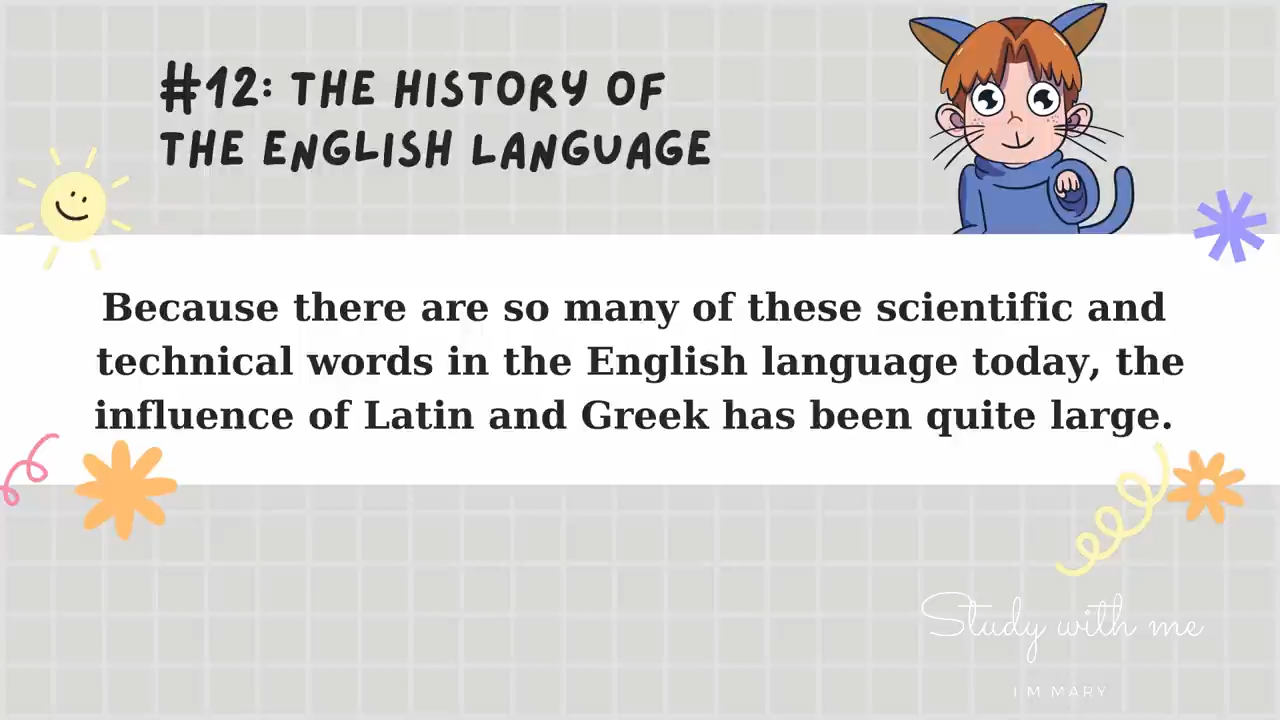 #12: THE HISTORY OF
THE ENGLISH LANGUAGE
Because there are so many of these scientific and
technical words in the English language today, the
influence of Latin and Greek has been quite large.
Study with me
I'M MARY